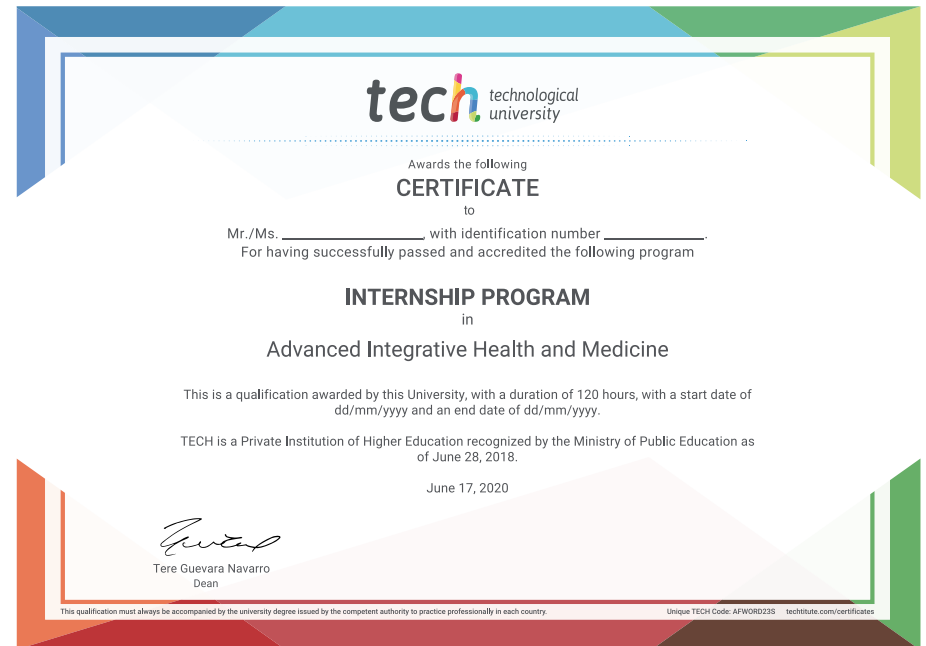 tech technological
university
Awards the following
CERTIFICATE
to
Mr./Ms. ____________________, with identification number ______________.
For having successfully passed and accredited the following program
INTERNSHIP PROGRAM
in
Advanced Integrative Health and Medicine
This is a qualification awarded by this University, with a duration of 120 hours, with a start date of
dd/mm/yyyy and an end date of dd/mm/yyyy.
TECH is a Private Institution of Higher Education recognized by the Ministry of Public Education as
of June 28, 2018.
June 17, 2020
Tere Guevara Navarro
Dean
This qualification must always be accompanied by the university degree issued by the competent authority to practice professionally in each country.
Unique TECH Code: AFWORD23S techtitute.com/certificates